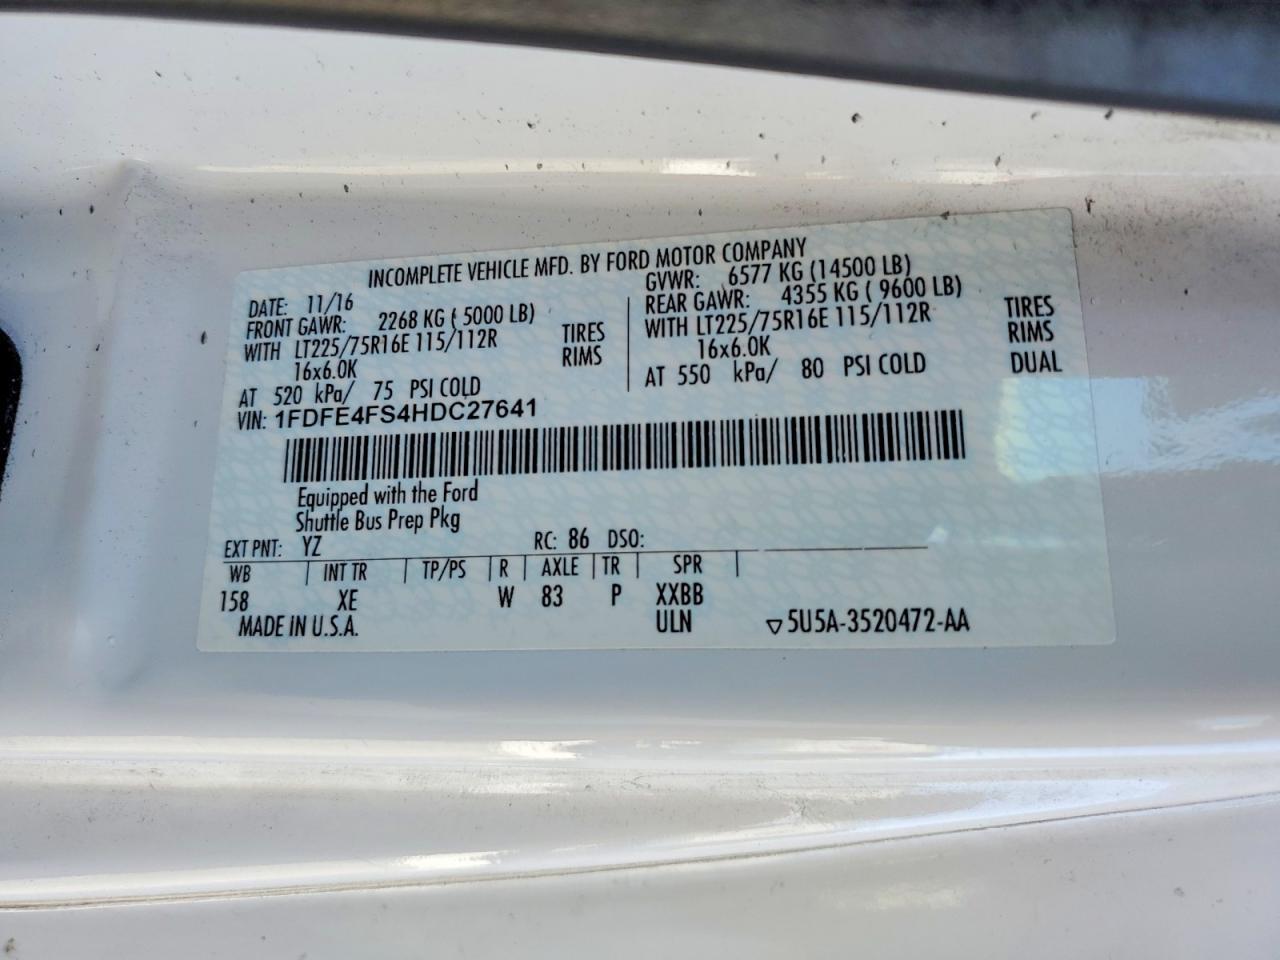 INCOMPLETE VEHICLE MFD. BY FORD MOTOR COMPANY
DATE: 11/16 GVWR: 6577 KG (14500 LB)
FRONT GAWR: 2268 KG ( 5000 LB) REAR GAWR: 4355 KG ( 9600 LB)
WITH LT225/75R16E 115/112R TIRES WITH LT225/75R16E 115/112R TIRES
16x6.0K RIMS 16x6.0K RIMS
AT 520 kPa/ 75 PSI COLD AT 550 kPa/ 80 PSI COLD DUAL
VIN: 1FDFE4FS4HDC27641
Equipped with the Ford
Shuttle Bus Prep Pkg
EXT PNT: YZ RC: 86 DSO:
WB INT TR TP/PS R AXLE TR SPR
158 XE W 83 P XXBB
MADE IN U.S.A. ULN ▽5U5A-3520472-AA